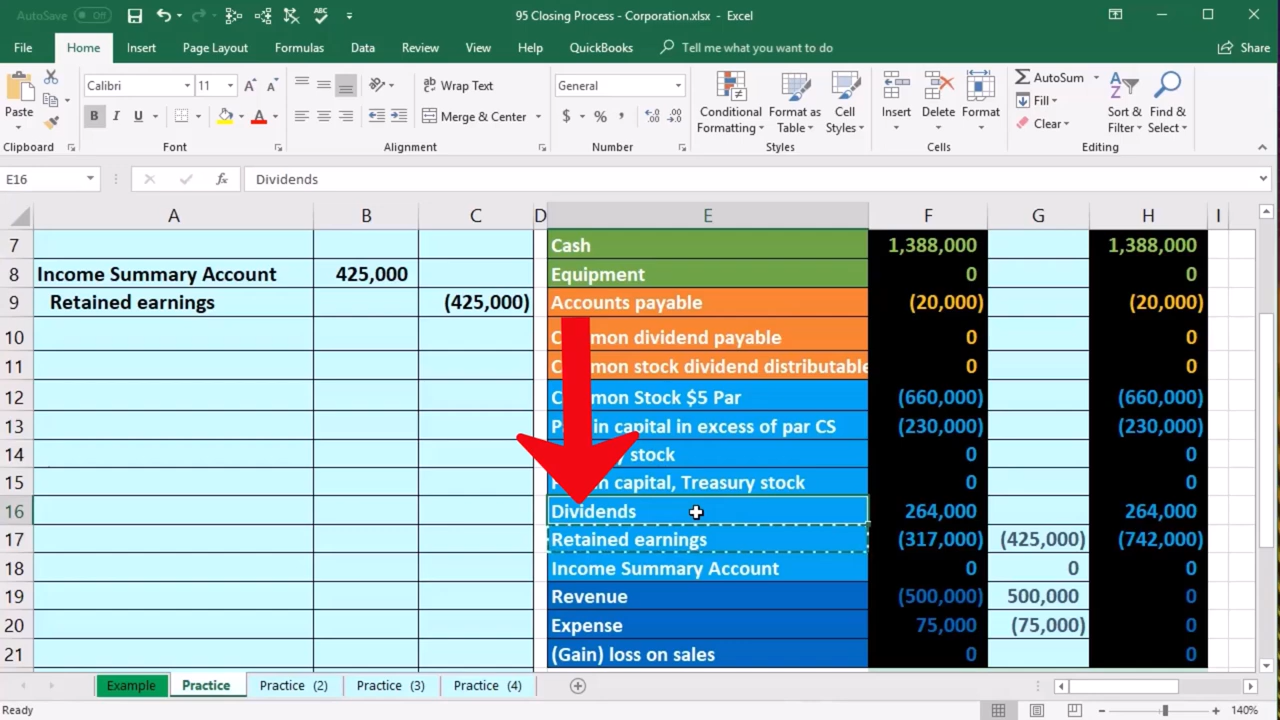 AutoSave Off 95 Closing Process - Corporation.xlsx - Excel
File Home Insert Page Layout Formulas Data Review View Help QuickBooks Tell me what you want to do Share
Calibri 11 Wrap Text General AutoSum
Paste Merge & Center Conditional Formatting Format as Table Cell Styles Insert Delete Format Fill Clear Sort & Filter Find & Select
Clipboard Font Alignment Number Styles Cells Editing
E16 fx Dividends
A B C D E F G H I
7 Cash 1,388,000 1,388,000
8 Income Summary Account 425,000 Equipment 0 0
9 Retained earnings (425,000) Accounts payable (20,000) (20,000)
10 dividend payable 0 0
11 stock dividend distributable 0 0
12 Stock $5 Par (660,000) (660,000)
13 in capital in excess of par CS (230,000) (230,000)
14 stock 0 0
15 capital, Treasury stock 0 0
16 Dividends 264,000 264,000
17 Retained earnings (317,000) (425,000) (742,000)
18 Income Summary Account 0 0 0
19 Revenue (500,000) 500,000 0
20 Expense 75,000 (75,000) 0
21 (Gain) loss on sales 0 0
Example Practice Practice (2) Practice (3) Practice (4)
Ready 140%